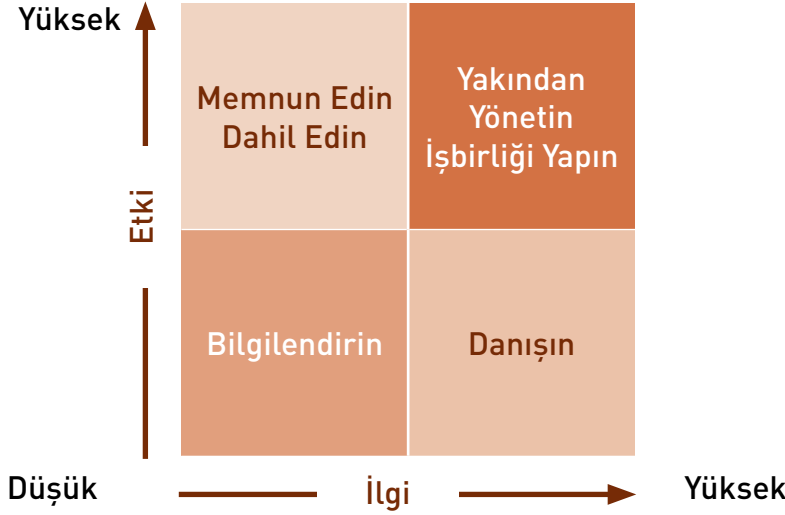 Yüksek
Memnun Edin
Dahil Edin
Yakından
Yönetin
İşbirliği Yapın
Etki
Bilgilendirin
Danışın
Düşük
İlgi
Yüksek